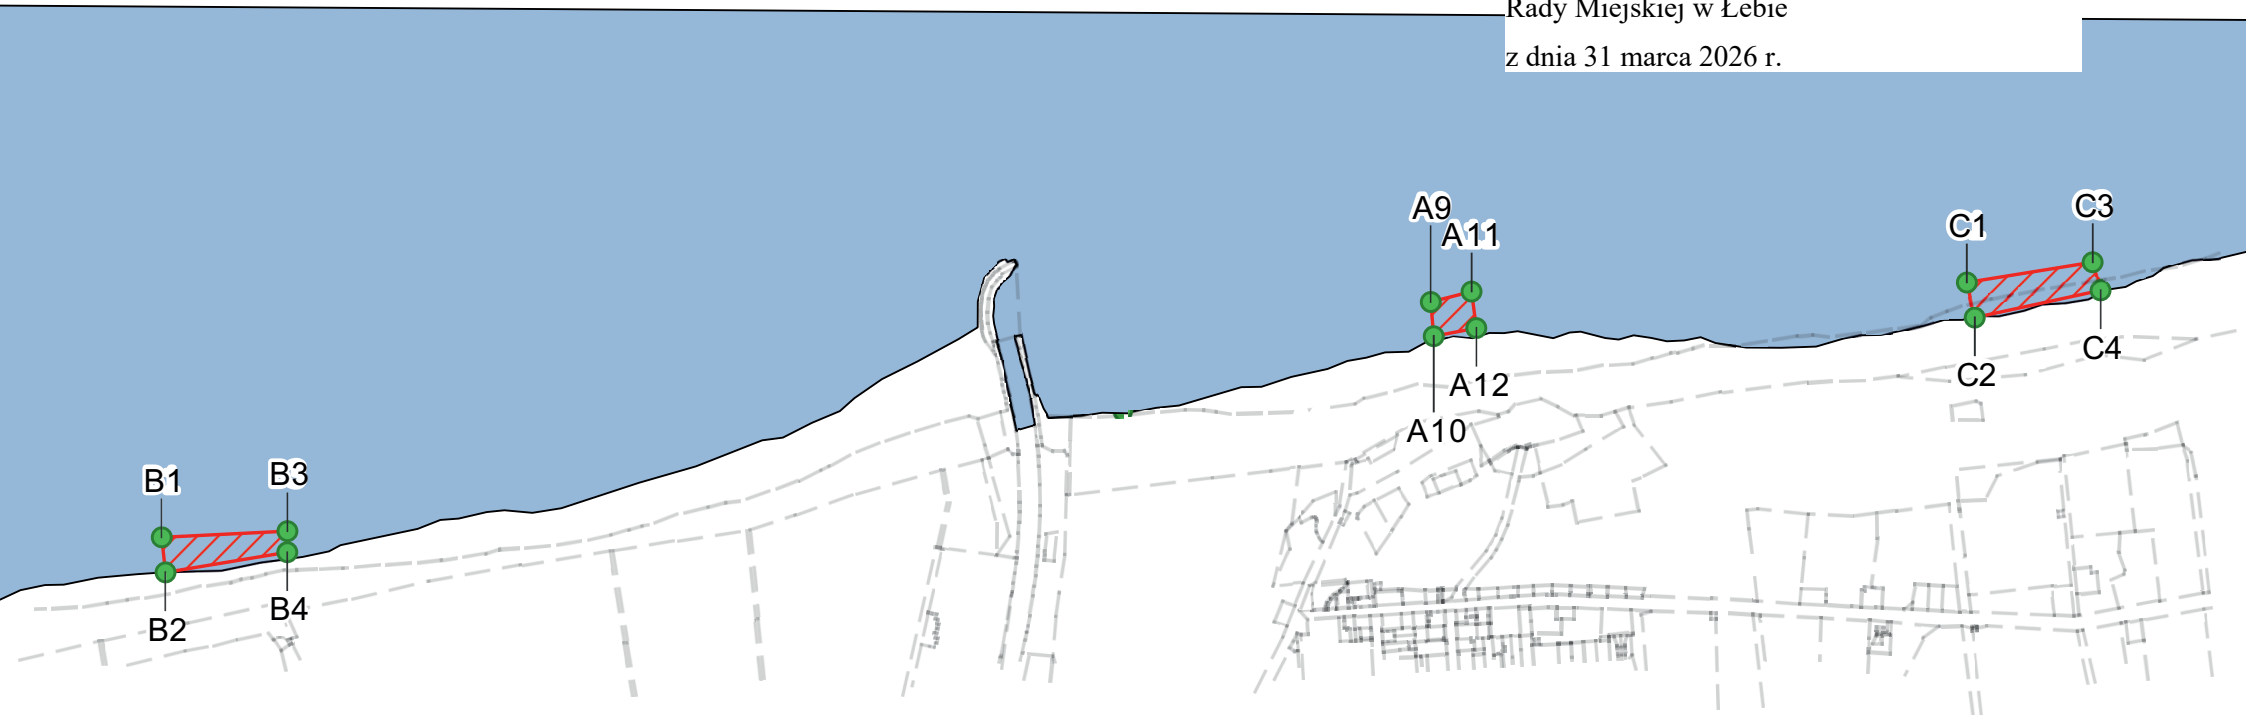 Rady Miejskiej w Łebie
z dnia 31 marca 2026 r.
A9
A11
C1
C3
A12
A10
C2
C4
B1
B3
B2
B4